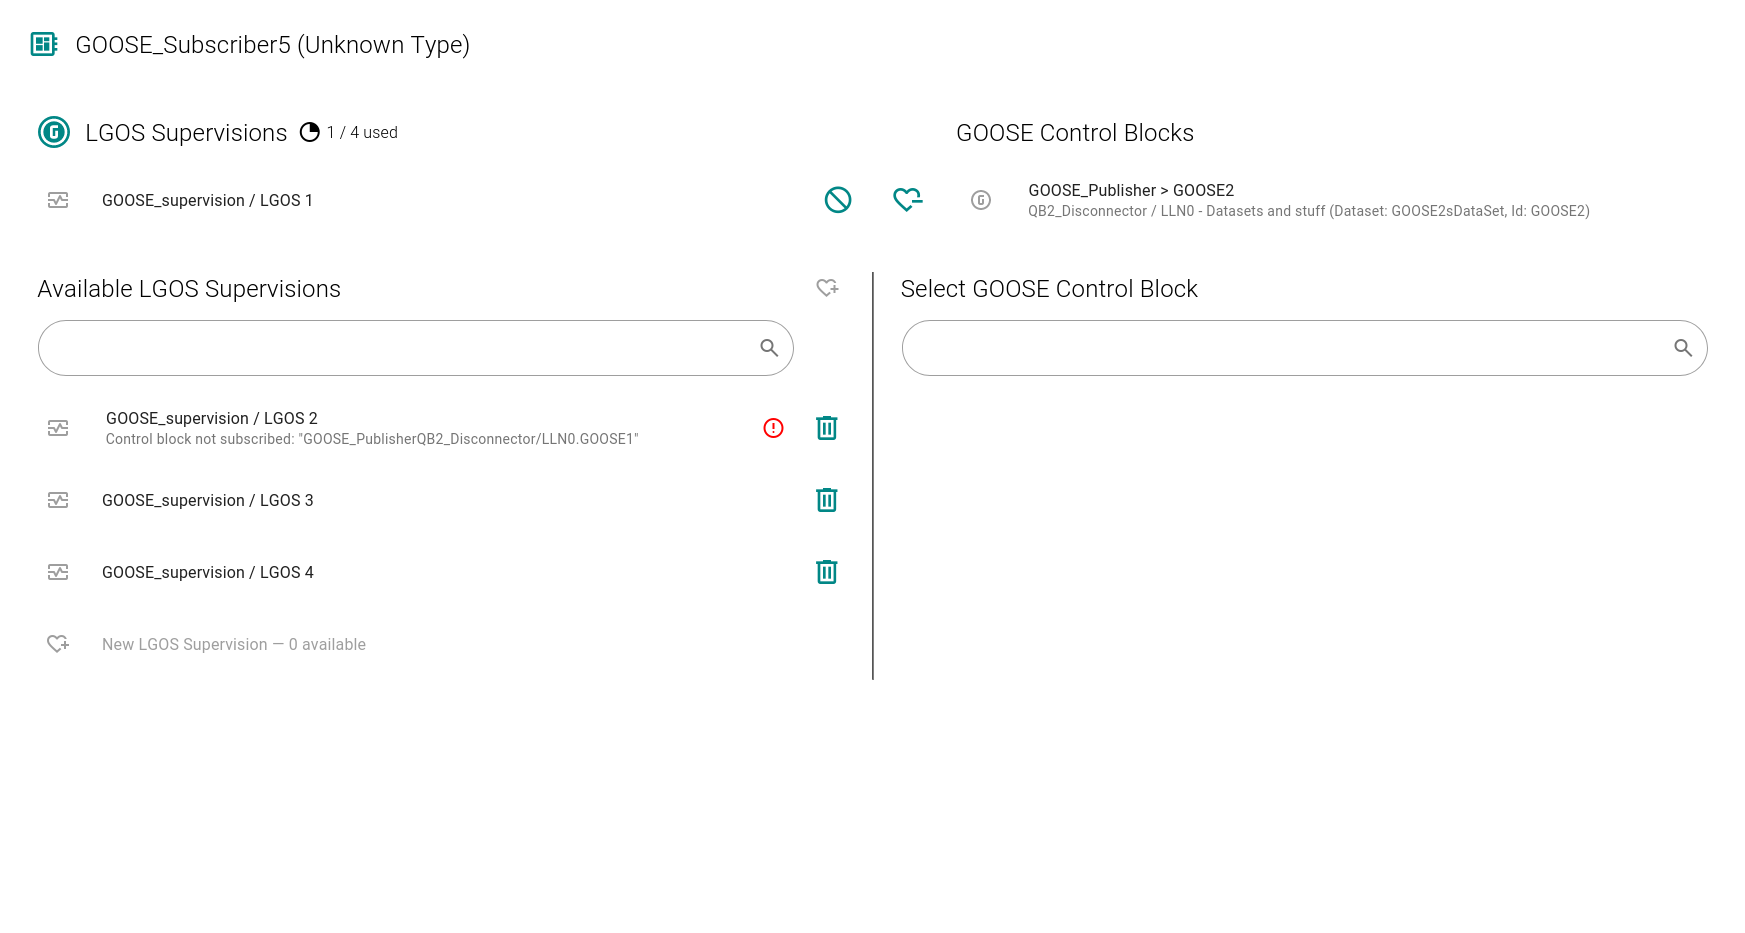 GOOSE_Subscriber5 (Unknown Type)
LGOS Supervisions 1 / 4 used
GOOSE Control Blocks
GOOSE_supervision / LGOS 1
GOOSE_Publisher > GOOSE2
QB2_Disconnector / LLN0 - Datasets and stuff (Dataset: GOOSE2sDataSet, Id: GOOSE2)
Available LGOS Supervisions
Select GOOSE Control Block
GOOSE_supervision / LGOS 2
Control block not subscribed: "GOOSE_PublisherQB2_Disconnector/LLN0.GOOSE1"
GOOSE_supervision / LGOS 3
GOOSE_supervision / LGOS 4
New LGOS Supervision — 0 available